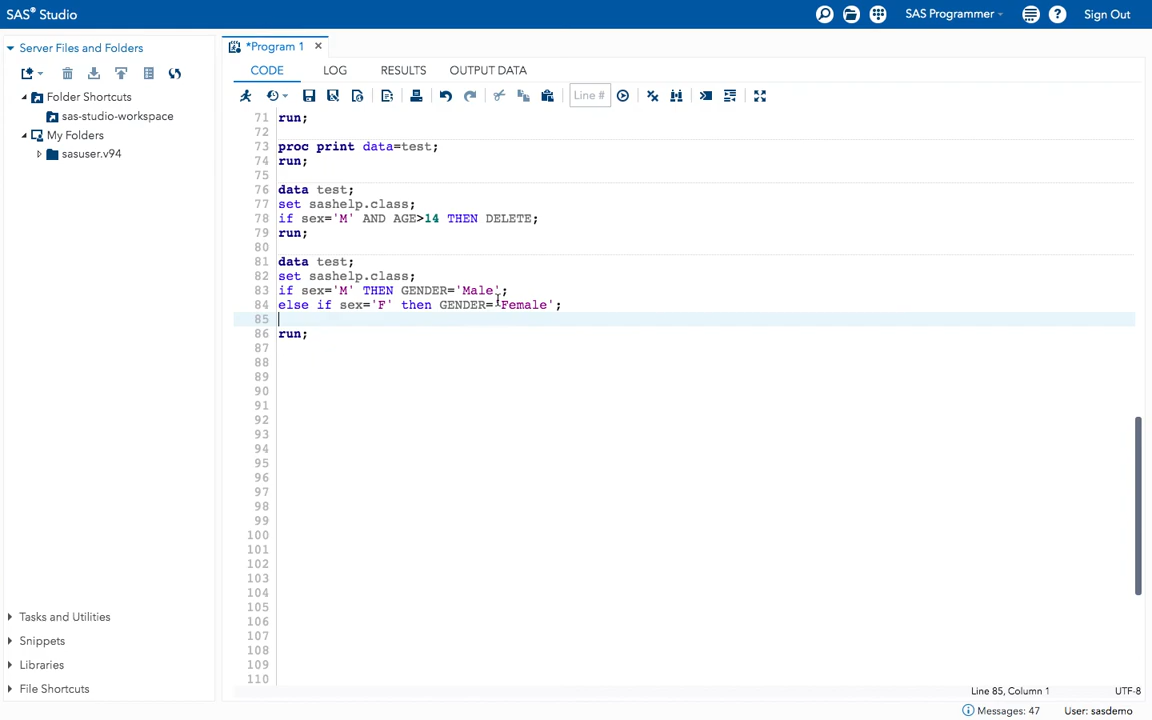 SAS® Studio
SAS Programmer
Sign Out
Server Files and Folders
Folder Shortcuts
sas-studio-workspace
My Folders
sasuser.v94
Tasks and Utilities
Snippets
Libraries
File Shortcuts
*Program 1
CODE LOG RESULTS OUTPUT DATA
Line #
71 run;
72
73 proc print data=test;
74 run;
75
76 data test;
77 set sashelp.class;
78 if sex='M' AND AGE>14 THEN DELETE;
79 run;
80
81 data test;
82 set sashelp.class;
83 if sex='M' THEN GENDER='Male';
84 else if sex='F' then GENDER='Female';
85
86 run;
87
88
89
90
91
92
93
94
95
96
97
98
99
100
101
102
103
104
105
106
107
108
109
110
Line 85, Column 1 UTF-8
Messages: 47 User: sasdemo